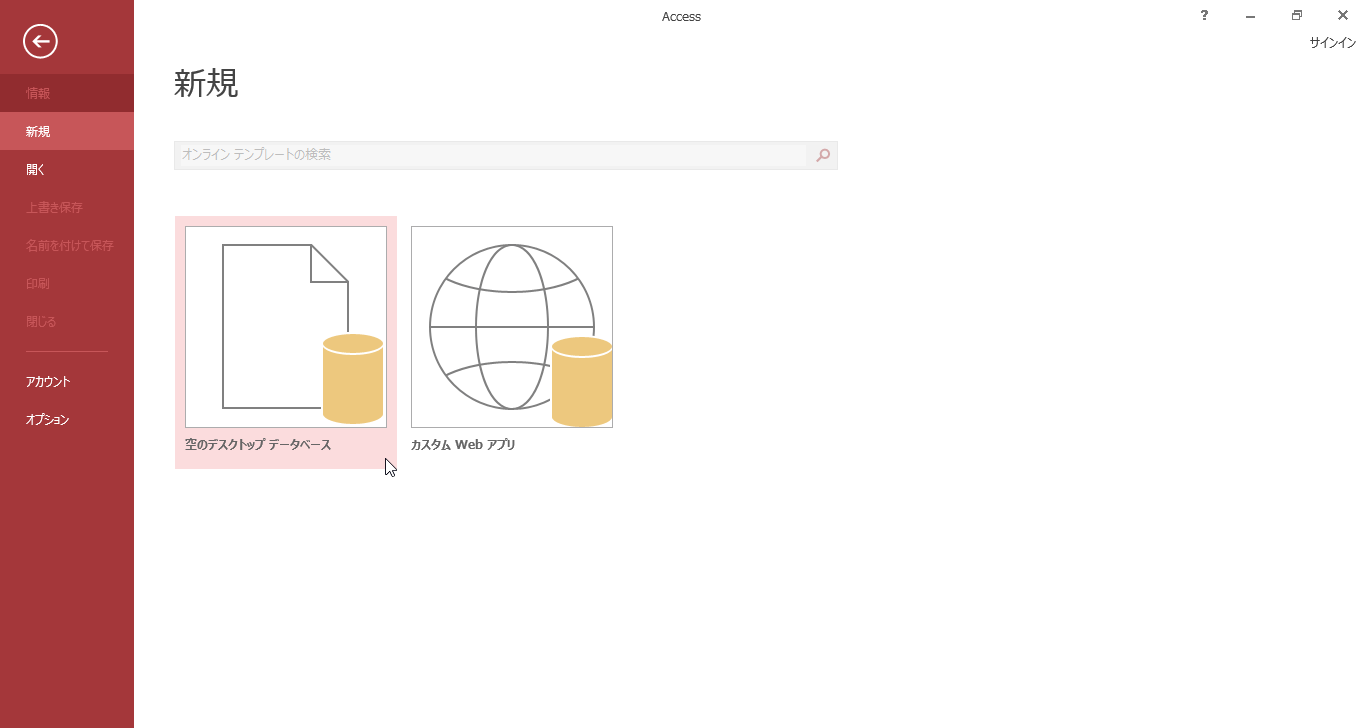 Access
?
サインイン
情報
新規
開く
上書き保存
名前を付けて保存
印刷
閉じる
アカウント
オプション
新規
オンライン テンプレートの検索
空のデスクトップ データベース
カスタム Web アプリ